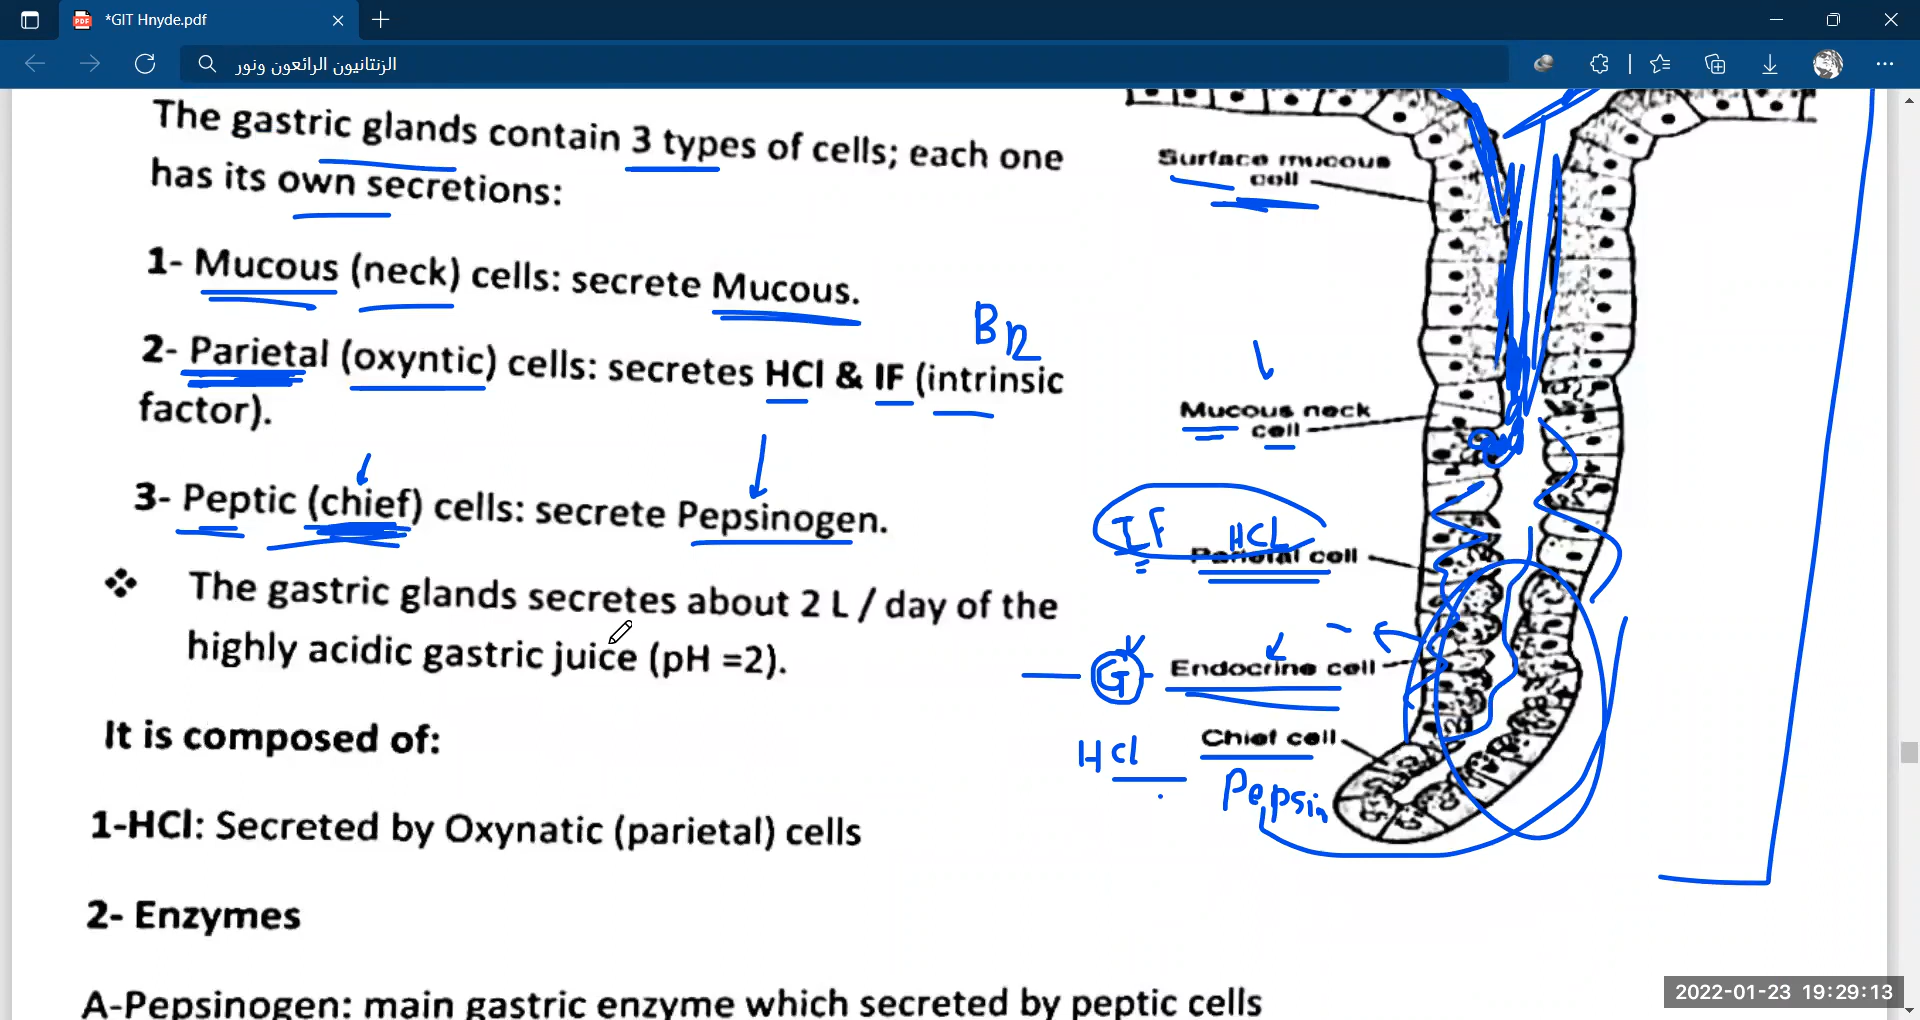 *GIT Hnyde.pdf
الزنتانيون الرائعون ونور
The gastric glands contain 3 types of cells; each one
has its own secretions:
1- Mucous (neck) cells: secrete Mucous.
B12
2- Parietal (oxyntic) cells: secretes HCl & IF (intrinsic
factor).
3- Peptic (chief) cells: secrete Pepsinogen.
❖ The gastric glands secretes about 2 L / day of the
highly acidic gastric juice (pH =2).
It is composed of:
1-HCl: Secreted by Oxynatic (parietal) cells
2- Enzymes
A-Pepsinogen: main gastric enzyme which secreted by peptic cells
Surface mucous
cell
Mucous neck
cell
IF HCL
Parietal cell
G Endocrine cell
HCl
Chief cell
Pepsin
2022-01-23 19:29:13